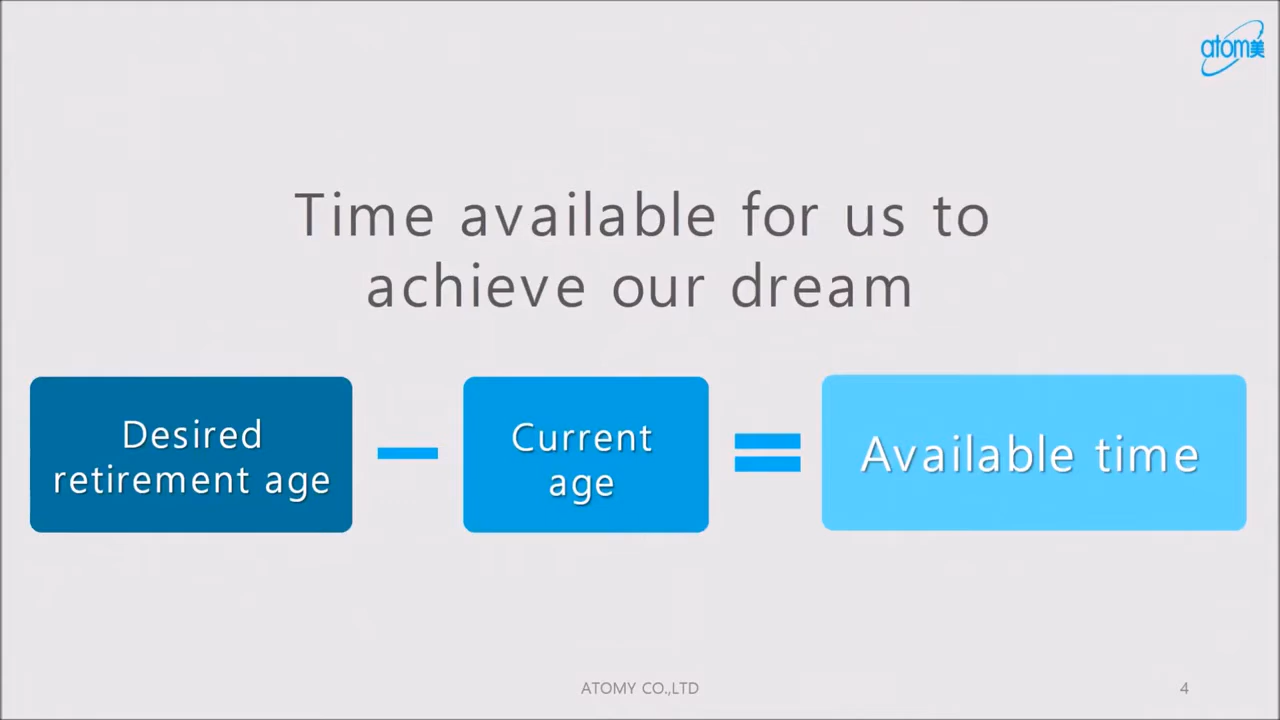 atom美
Time available for us to
achieve our dream
Desired
retirement age
Current
age
Available time
ATOMY CO.,LTD
4